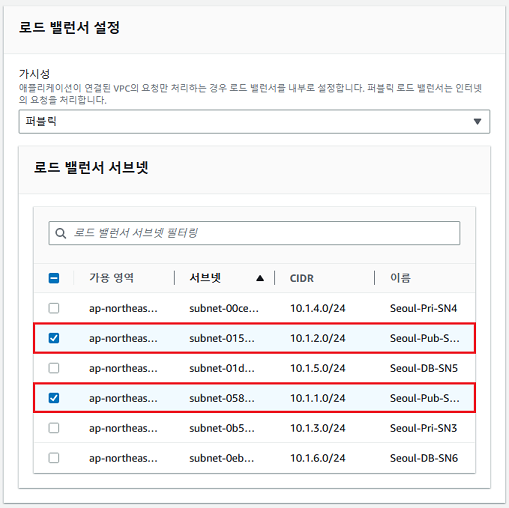 로드 밸런서 설정
가시성
애플리케이션이 연결된 VPC의 요청만 처리하는 경우 로드 밸런서를 내부로 설정합니다. 퍼블릭 로드 밸런서는 인터넷
의 요청을 처리합니다.
퍼블릭
로드 밸런서 서브넷
로드 밸런서 서브넷 필터링
가용 영역 서브넷 CIDR 이름
ap-northeas... subnet-00ce... 10.1.4.0/24 Seoul-Pri-SN4
ap-northeas... subnet-015... 10.1.2.0/24 Seoul-Pub-S...
ap-northeas... subnet-01d... 10.1.5.0/24 Seoul-DB-SN5
ap-northeas... subnet-058... 10.1.1.0/24 Seoul-Pub-S...
ap-northeas... subnet-0b5... 10.1.3.0/24 Seoul-Pri-SN3
ap-northeas... subnet-0eb... 10.1.6.0/24 Seoul-DB-SN6